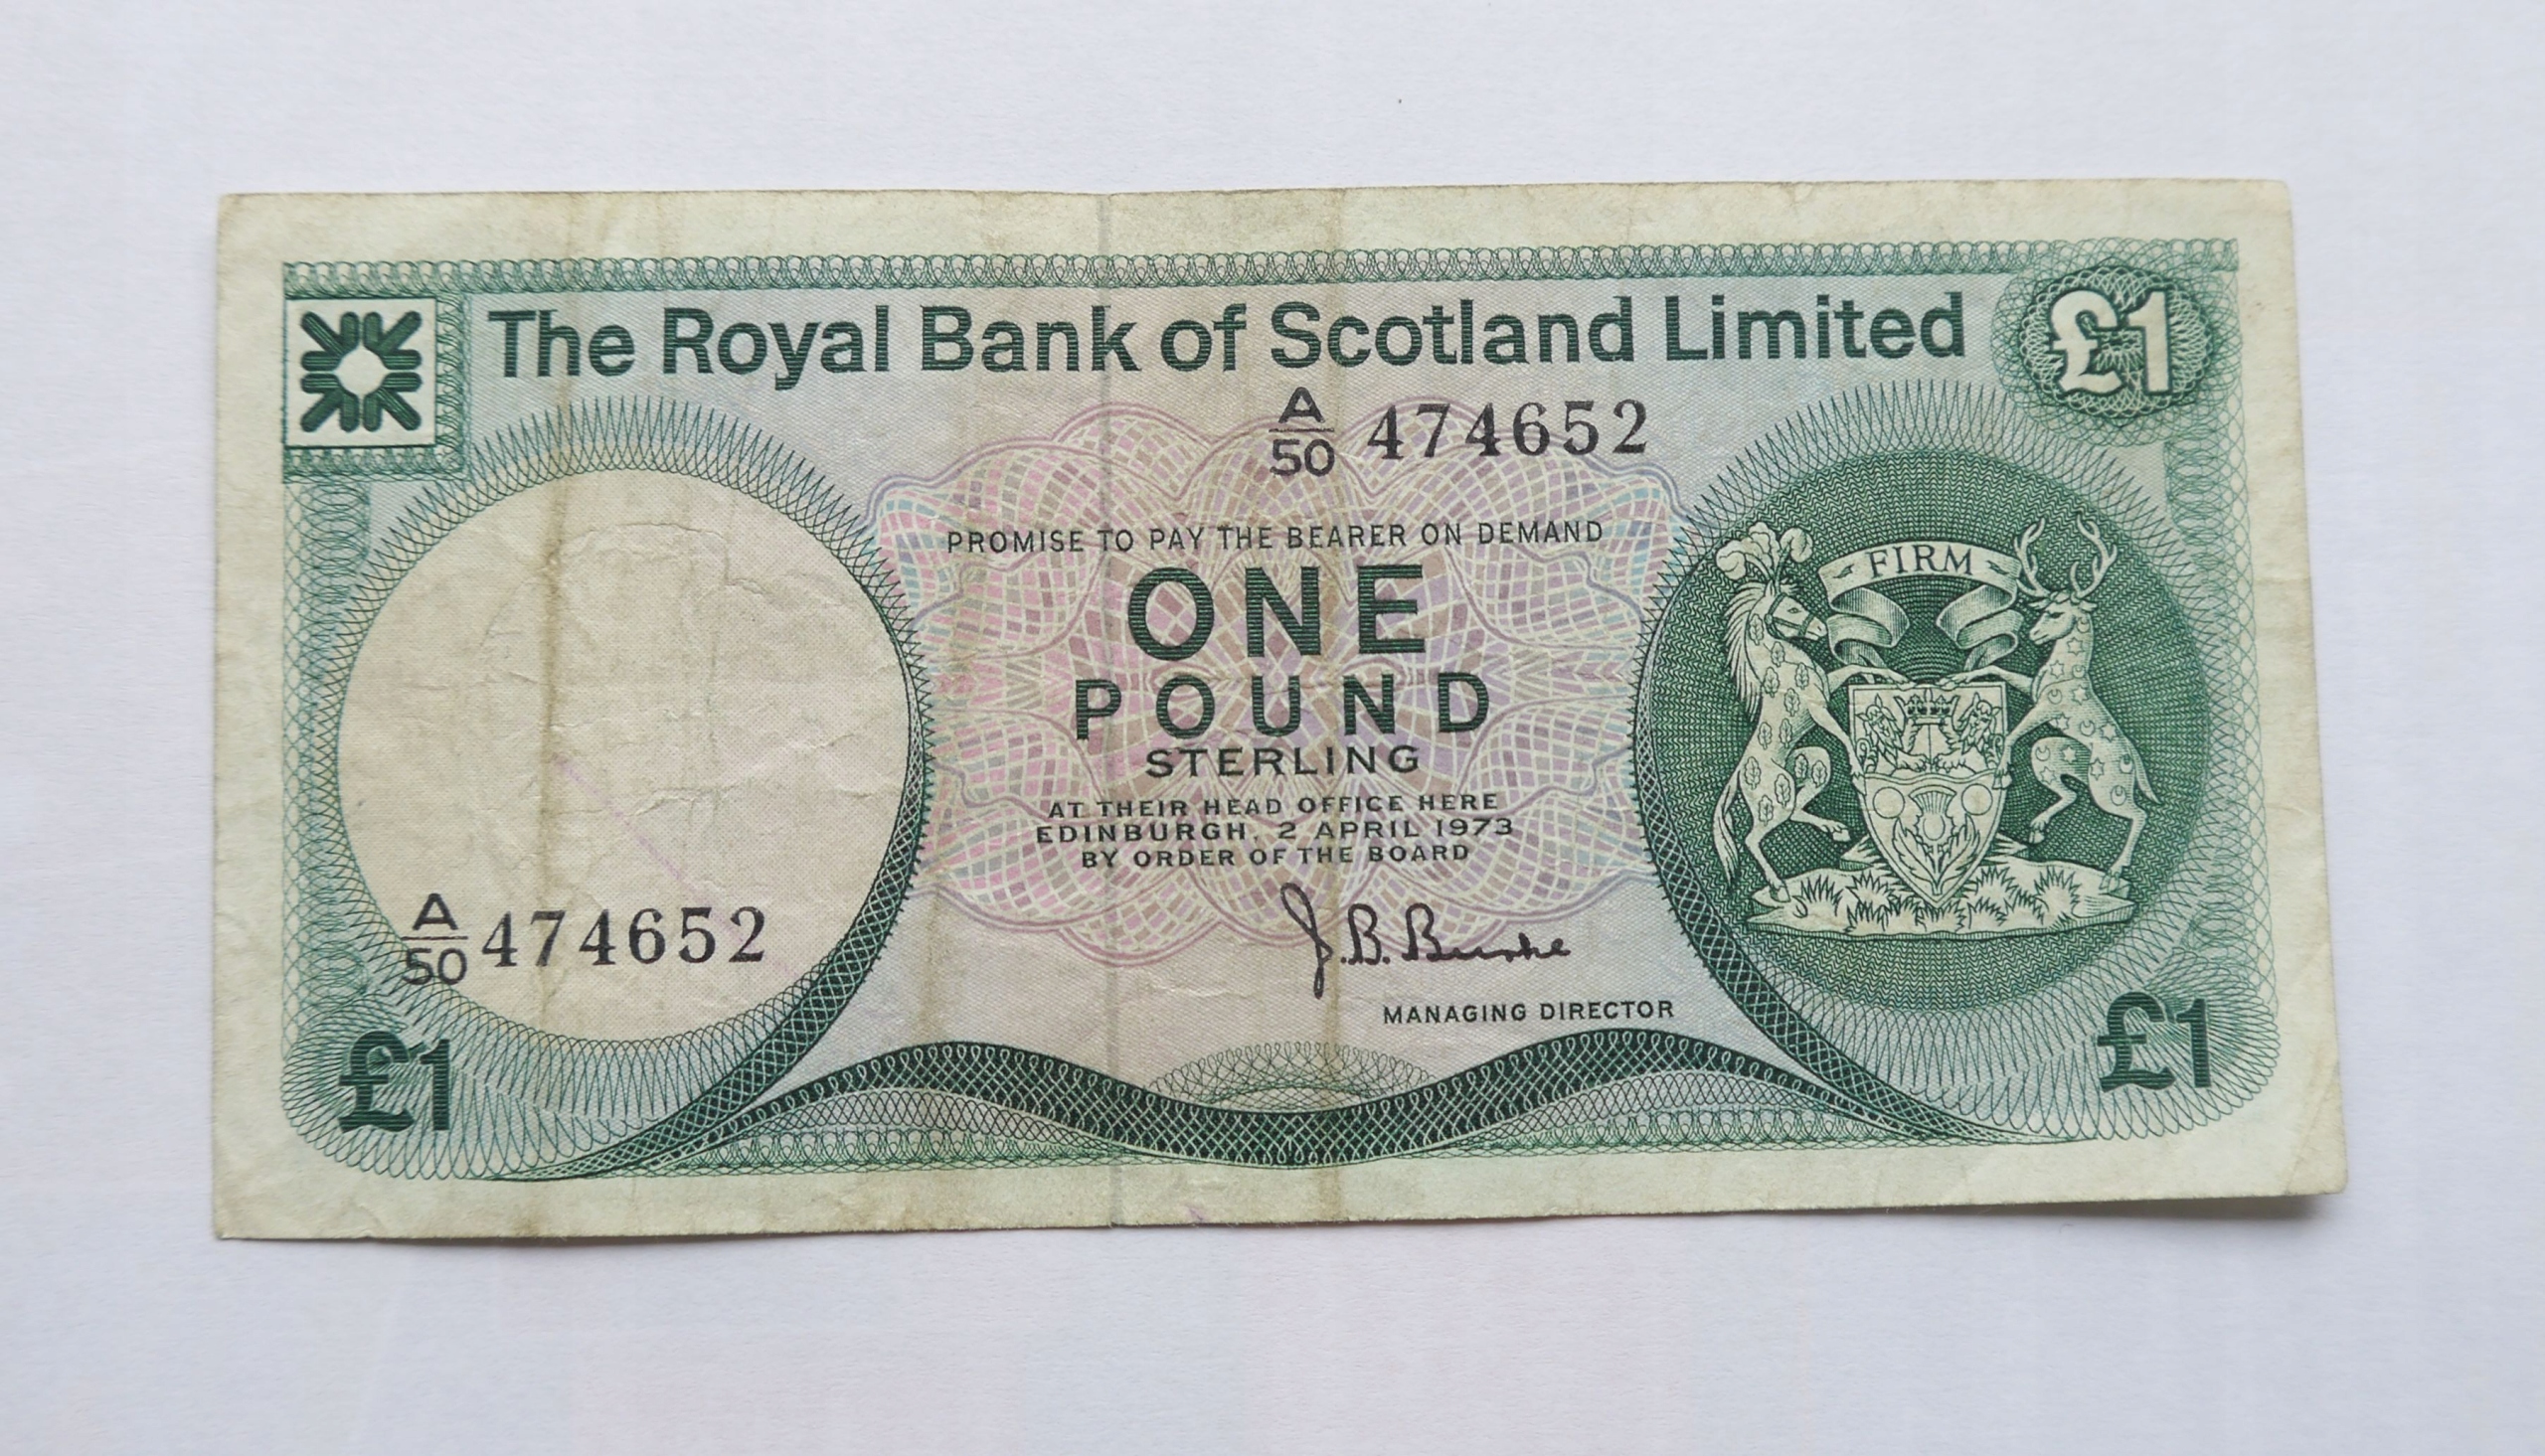 The Royal Bank of Scotland Limited
£1
A/50 474652
PROMISE TO PAY THE BEARER ON DEMAND
ONE
POUND
STERLING
AT THEIR HEAD OFFICE HERE
EDINBURGH, 2 APRIL 1973
BY ORDER OF THE BOARD
FIRM
A/50 474652
J.B. Burke
MANAGING DIRECTOR
£1
£1